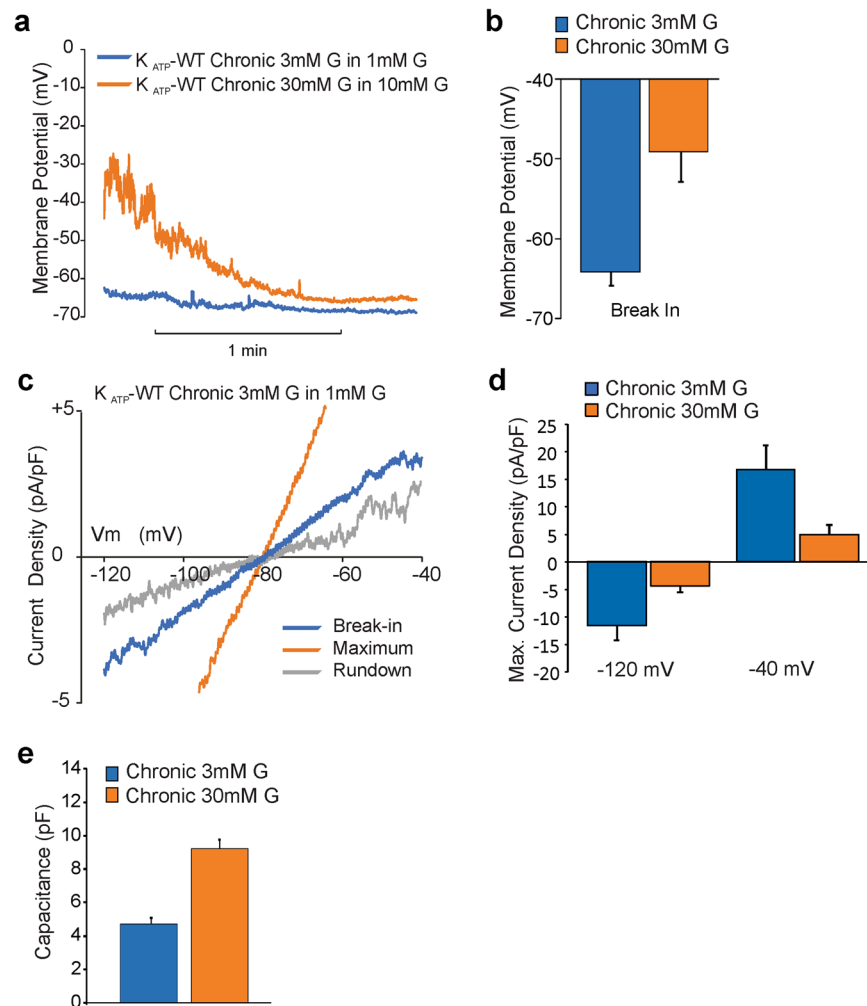 a
K ATP-WT Chronic 3mM G in 1mM G
K ATP-WT Chronic 30mM G in 10mM G
Membrane Potential (mV)
0
-10
-20
-30
-40
-50
-60
-70
1 min
b
Chronic 3mM G
Chronic 30mM G
Membrane Potential (mV)
-40
-50
-60
-70
Break In
c
K ATP-WT Chronic 3mM G in 1mM G
Current Density (pA/pF)
+5
0
-5
Vm (mV)
-120
-100
-80
-60
-40
Break-in
Maximum
Rundown
d
Chronic 3mM G
Chronic 30mM G
Max. Current Density (pA/pF)
25
20
15
10
5
0
-5
-10
-15
-20
-120 mV
-40 mV
e
Chronic 3mM G
Chronic 30mM G
Capacitance (pF)
14
12
10
8
6
4
2
0